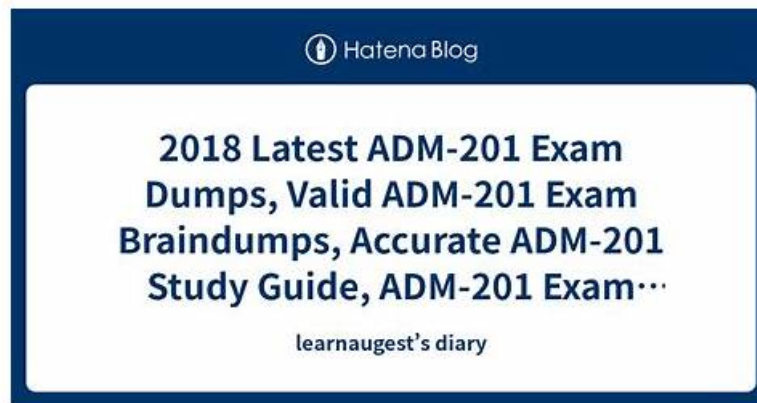 Hatena Blog
2018 Latest ADM-201 Exam
Dumps, Valid ADM-201 Exam
Braindumps, Accurate ADM-201
Study Guide, ADM-201 Exam…
learnaugest's diary